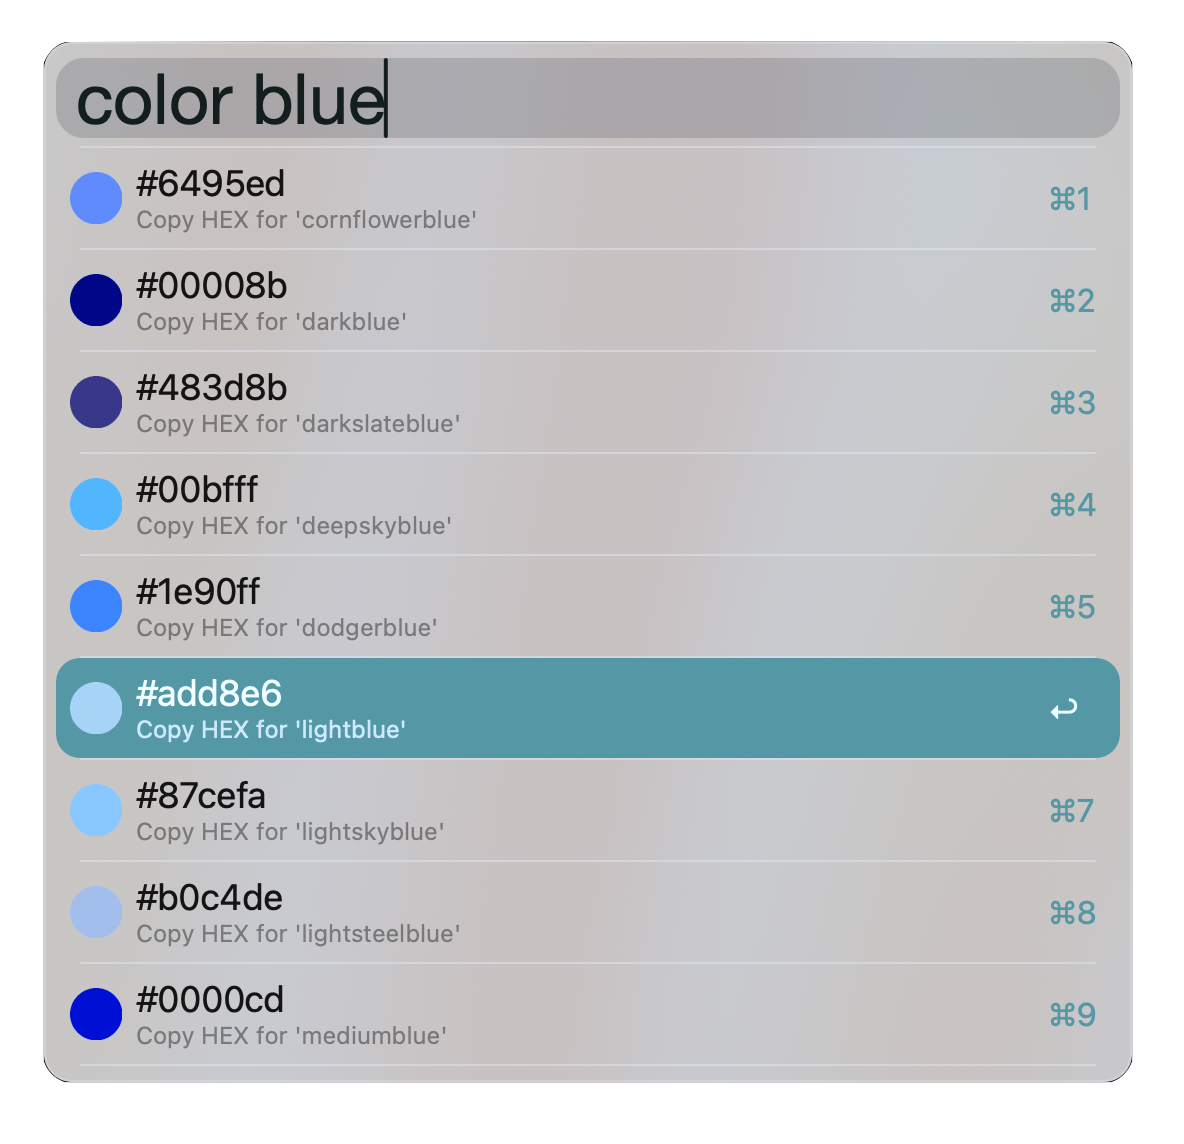 color blue
#6495ed
Copy HEX for 'cornflowerblue'
⌘1
#00008b
Copy HEX for 'darkblue'
⌘2
#483d8b
Copy HEX for 'darkslateblue'
⌘3
#00bfff
Copy HEX for 'deepskyblue'
⌘4
#1e90ff
Copy HEX for 'dodgerblue'
⌘5
#add8e6
Copy HEX for 'lightblue'
#87cefa
Copy HEX for 'lightskyblue'
⌘7
#b0c4de
Copy HEX for 'lightsteelblue'
⌘8
#0000cd
Copy HEX for 'mediumblue'
⌘9